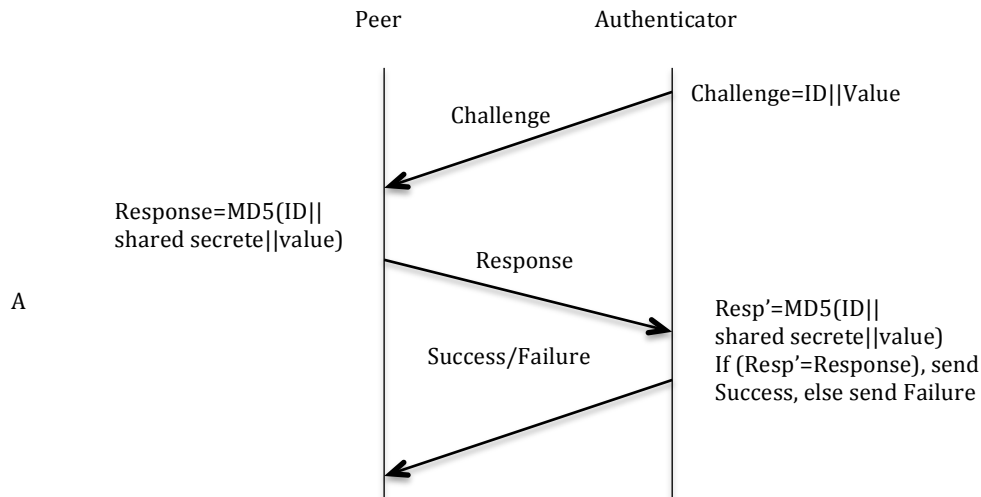 Peer
Authenticator
Challenge=ID||Value
Challenge
Response=MD5(ID||
shared secrete||value)
Response
A
Resp’=MD5(ID||
shared secrete||value)
If (Resp’=Response), send
Success, else send Failure
Success/Failure